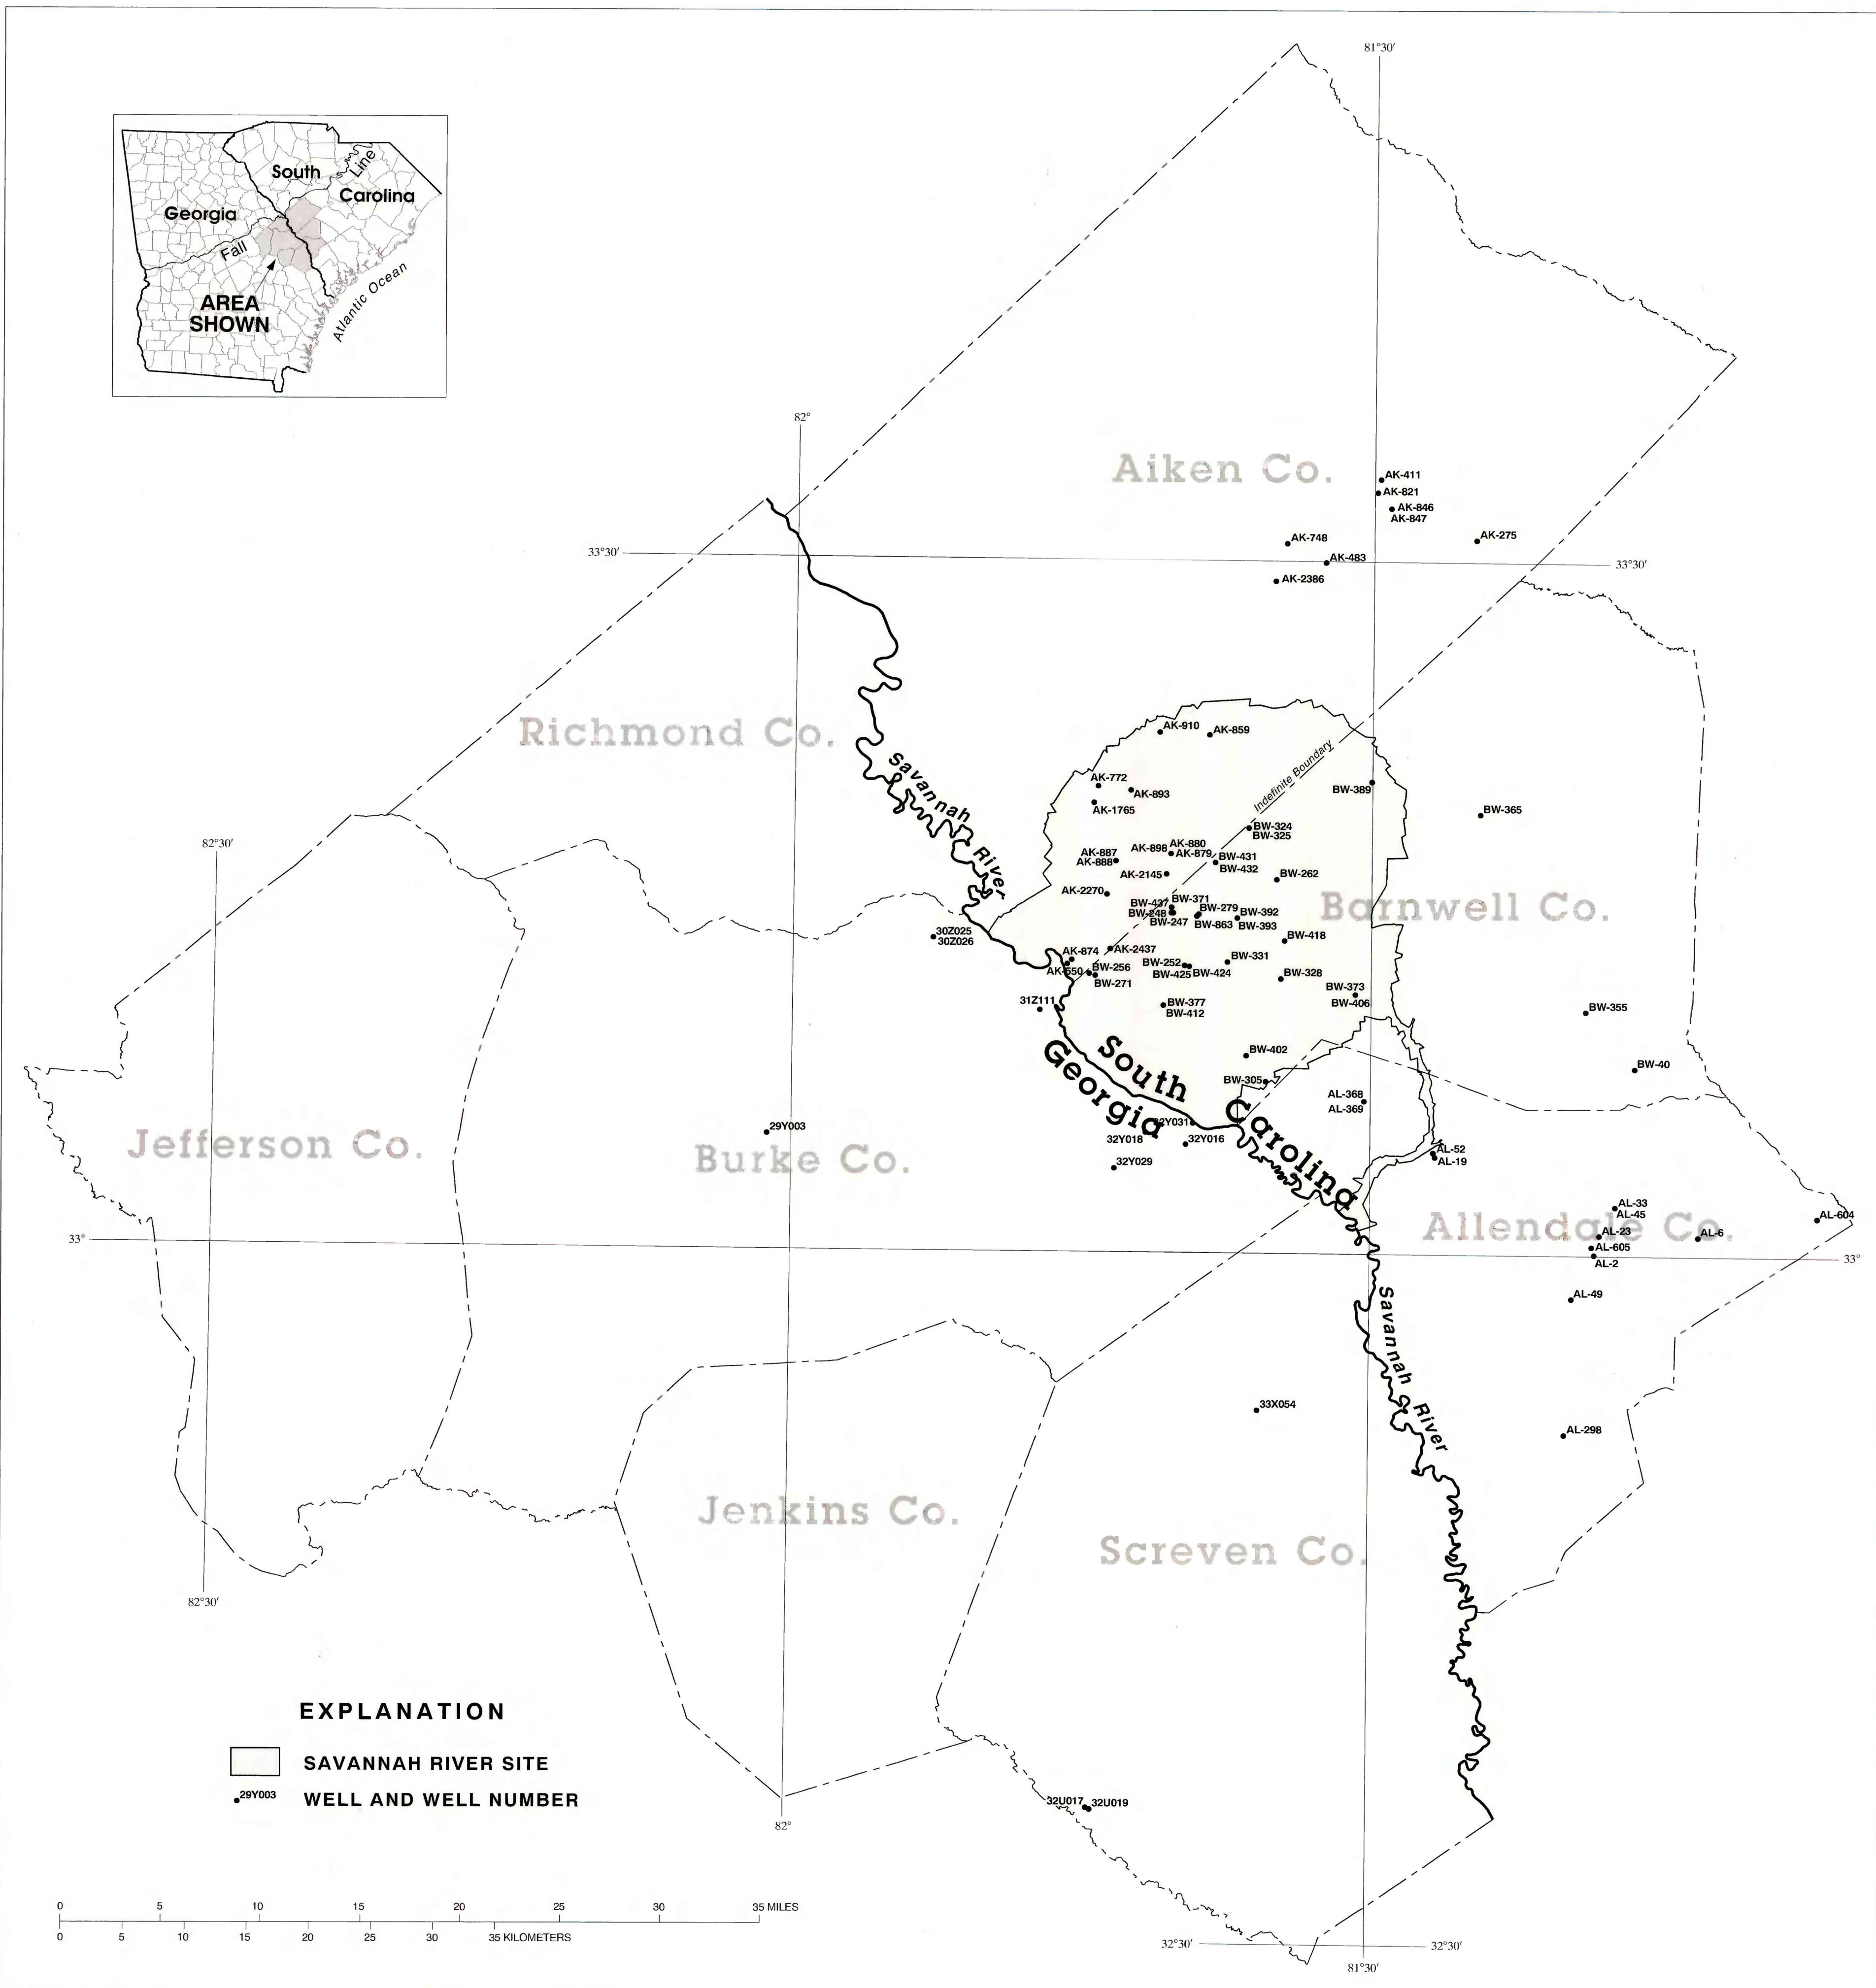 81°30′
South
Line
Carolina
Georgia
Fall
AREA
SHOWN
Atlantic Ocean
82°
Aiken Co.
AK-411
AK-821
AK-846
AK-847
AK-275
AK-748
AK-483
33°30′
33°30′
AK-2386
Richmond Co.
Savannah River
AK-910
AK-859
Indefinite Boundary
AK-772
AK-893
AK-1765
BW-389
BW-365
BW-324
BW-325
82°30′
AK-887
AK-888
AK-898
AK-880
AK-879
BW-431
BW-432
AK-2145
BW-262
AK-2270
Barnwell Co.
BW-437
BW-371
BW-248
BW-247
BW-279
BW-863
BW-392
BW-393
BW-418
30Z025
30Z026
AK-874
AK-2437
AK-550
BW-256
BW-271
BW-252
BW-425
BW-424
BW-331
BW-328
BW-373
BW-406
31Z111
BW-377
BW-412
BW-355
South Carolina
Georgia
BW-402
BW-40
BW-305
AL-368
AL-369
Jefferson Co.
29Y003
Burke Co.
32Y031
32Y018
32Y016
32Y029
AL-52
AL-19
AL-33
AL-45
AL-604
Allendale Co.
AL-23
AL-6
AL-605
AL-2
33°
33°
AL-49
Savannah River
33X054
AL-298
Jenkins Co.
Screven Co.
82°30′
EXPLANATION
SAVANNAH RIVER SITE
29Y003
WELL AND WELL NUMBER
32U017
32U019
82°
0 5 10 15 20 25 30 35 MILES
0 5 10 15 20 25 30 35 KILOMETERS
32°30′
32°30′
81°30′